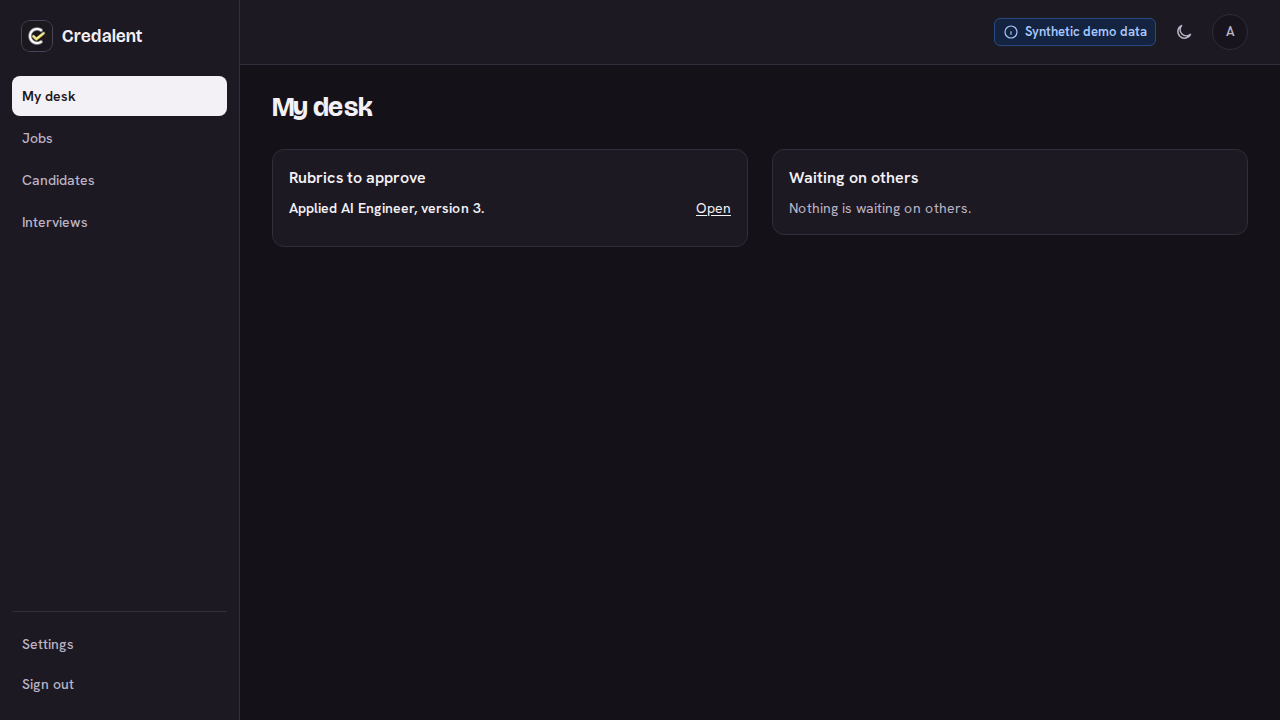 Credalent
Synthetic demo data
A
My desk
Jobs
Candidates
Interviews
Settings
Sign out
My desk
Rubrics to approve
Applied AI Engineer, version 3.
Open
Waiting on others
Nothing is waiting on others.